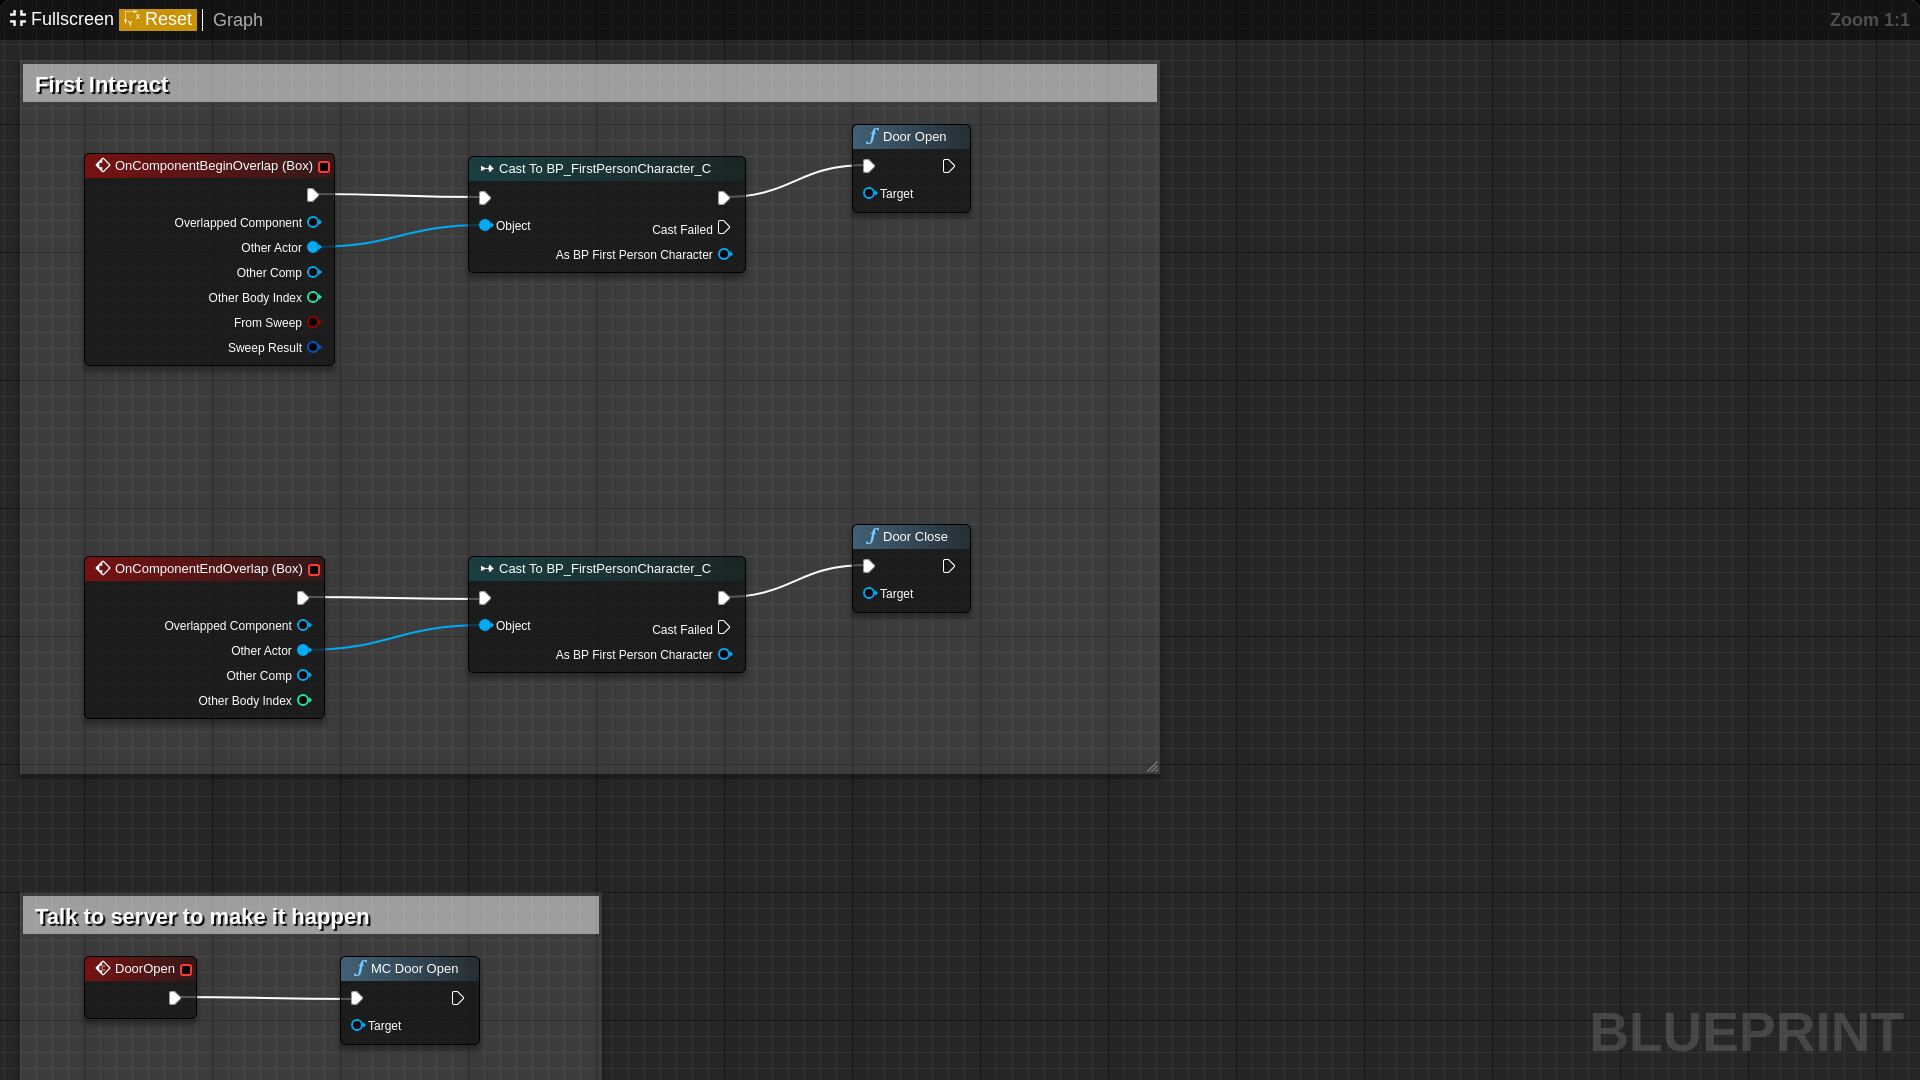 Fullscreen Reset Graph Zoom 1:1
First Interact
Door Open
Target
OnComponentBeginOverlap (Box)
Overlapped Component
Other Actor
Other Comp
Other Body Index
From Sweep
Sweep Result
Cast To BP_FirstPersonCharacter_C
Object
Cast Failed
As BP First Person Character
Door Close
Target
OnComponentEndOverlap (Box)
Overlapped Component
Other Actor
Other Comp
Other Body Index
Cast To BP_FirstPersonCharacter_C
Object
Cast Failed
As BP First Person Character
Talk to server to make it happen
DoorOpen
MC Door Open
Target
BLUEPRINT